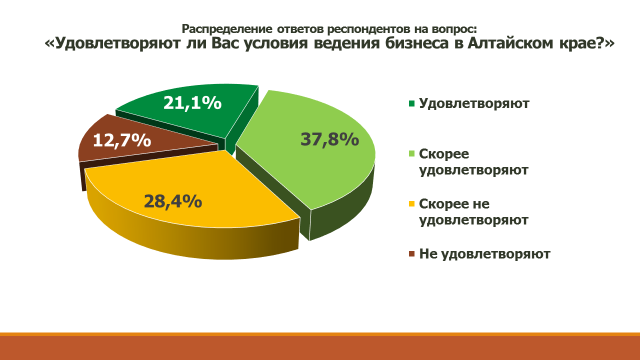 Распределение ответов респондентов на вопрос:
«Удовлетворяют ли Вас условия ведения бизнеса в Алтайском крае?»
21,1%
37,8%
12,7%
28,4%
Удовлетворяют
Скорее
удовлетворяют
Скорее не
удовлетворяют
Не удовлетворяют